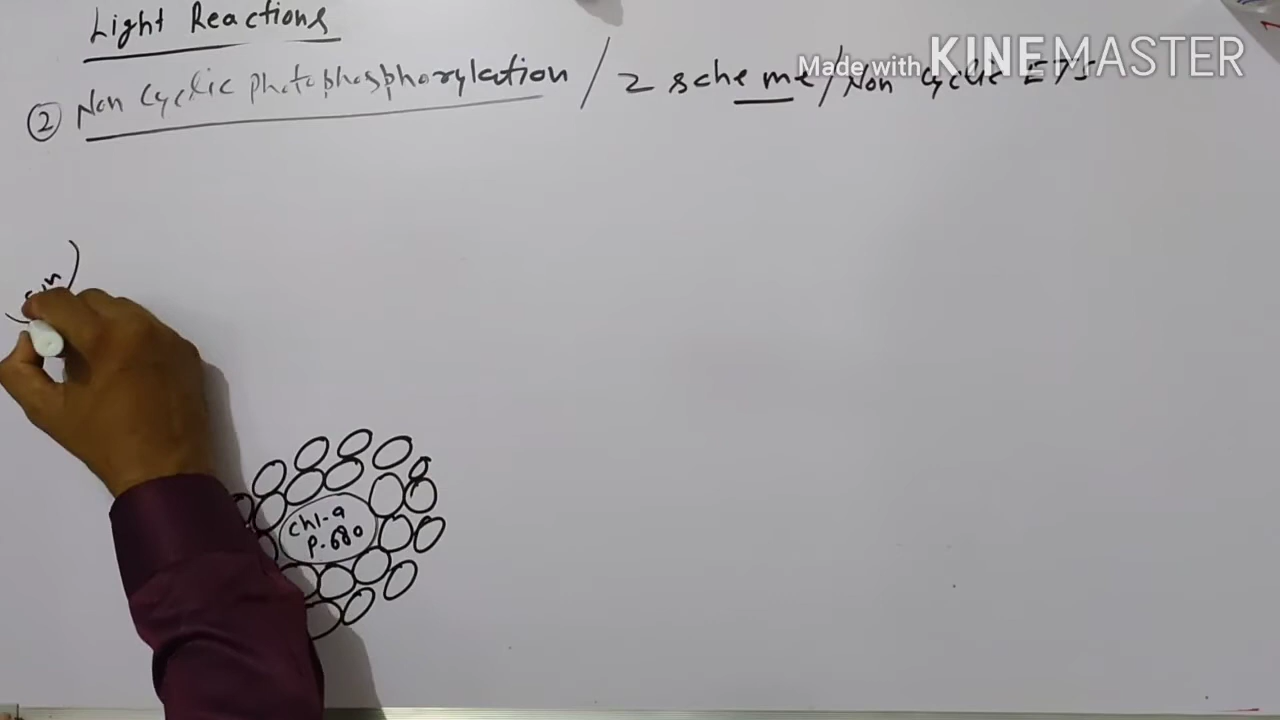 Light Reactions
② Non Cyclic photophosphorylation / Z scheme / Non Cyclic ETS
Made with KINEMASTER
Chl-a
P.680